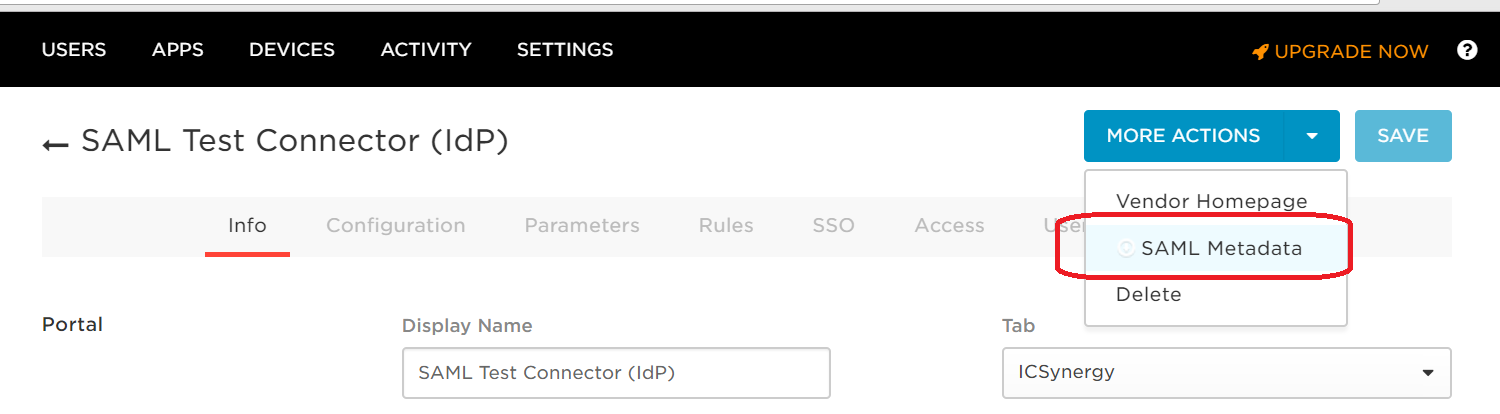 USERS APPS DEVICES ACTIVITY SETTINGS UPGRADE NOW ?
SAML Test Connector (IdP) MORE ACTIONS SAVE
Vendor Homepage
Info Configuration Parameters Rules SSO Access
SAML Metadata
Delete
Portal Display Name Tab
SAML Test Connector (IdP) ICSynergy